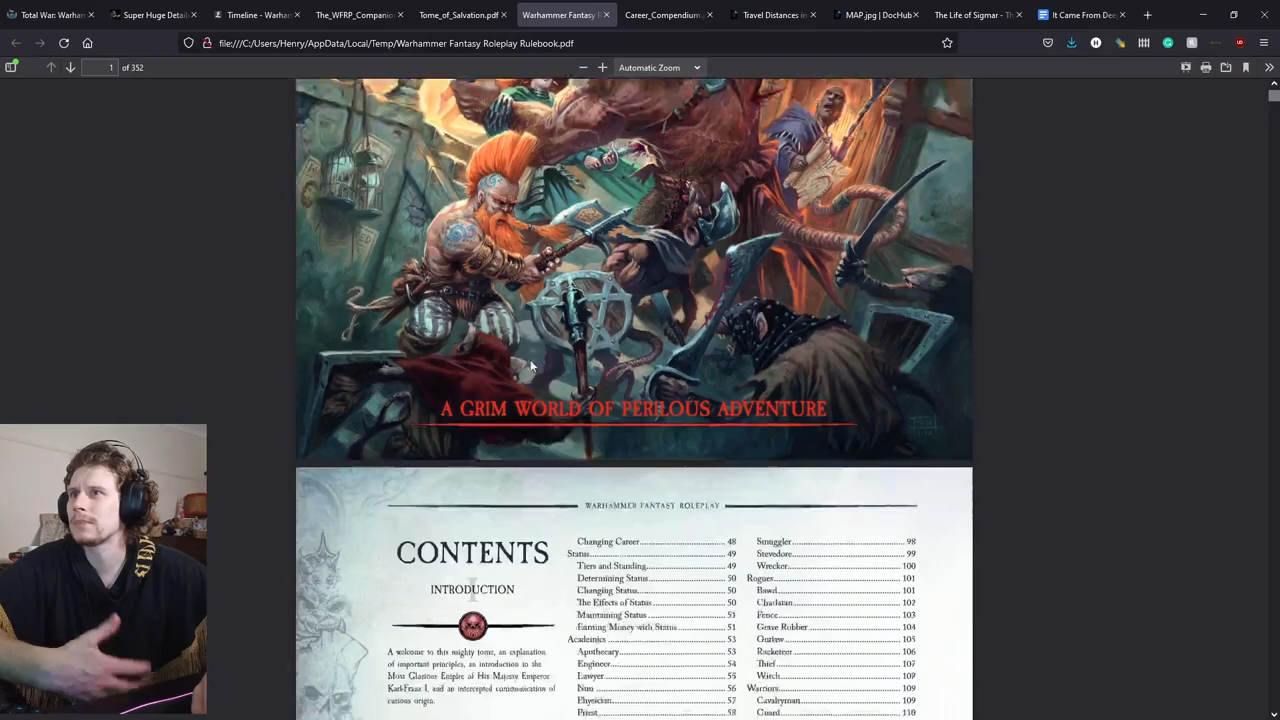 Total War: Warham
Super Huge Detail
Timeline - Warham
The_WFRP_Companio
Tome_of_Salvation.pdf
Warhammer Fantasy R
Career_Compendium.
Travel Distances in
MAP.jpg | DocHub
The Life of Sigmar - Th
It Came From Dee
file:///C:/Users/Henry/AppData/Local/Temp/Warhammer Fantasy Roleplay Rulebook.pdf
1 of 352
Automatic Zoom
A GRIM WORLD OF PERILOUS ADVENTURE
WARHAMMER FANTASY ROLEPLAY
CONTENTS
I
INTRODUCTION
A welcome to this mighty tome, an explanation
of important principles, an introduction to the
Most Glorious Empire of His Majesty Emperor
Karl-Franz I, and an intercepted communication of
curious origin.
Changing Career 48
Status 49
Tiers and Standing 49
Determining Status 50
Changing Status 50
The Effects of Status 50
Maintaining Status 51
Earning Money with Status 51
Academics 53
Apothecary 53
Engineer 54
Lawyer 55
Nun 56
Physician 57
Priest 58
Smuggler 98
Stevedore 99
Wrecker 100
Rogues 101
Bawd 101
Charlatan 102
Fence 103
Grave Robber 104
Outlaw 105
Racketeer 106
Thief 107
Witch 108
Warriors 109
Cavalryman 109
Guard 110